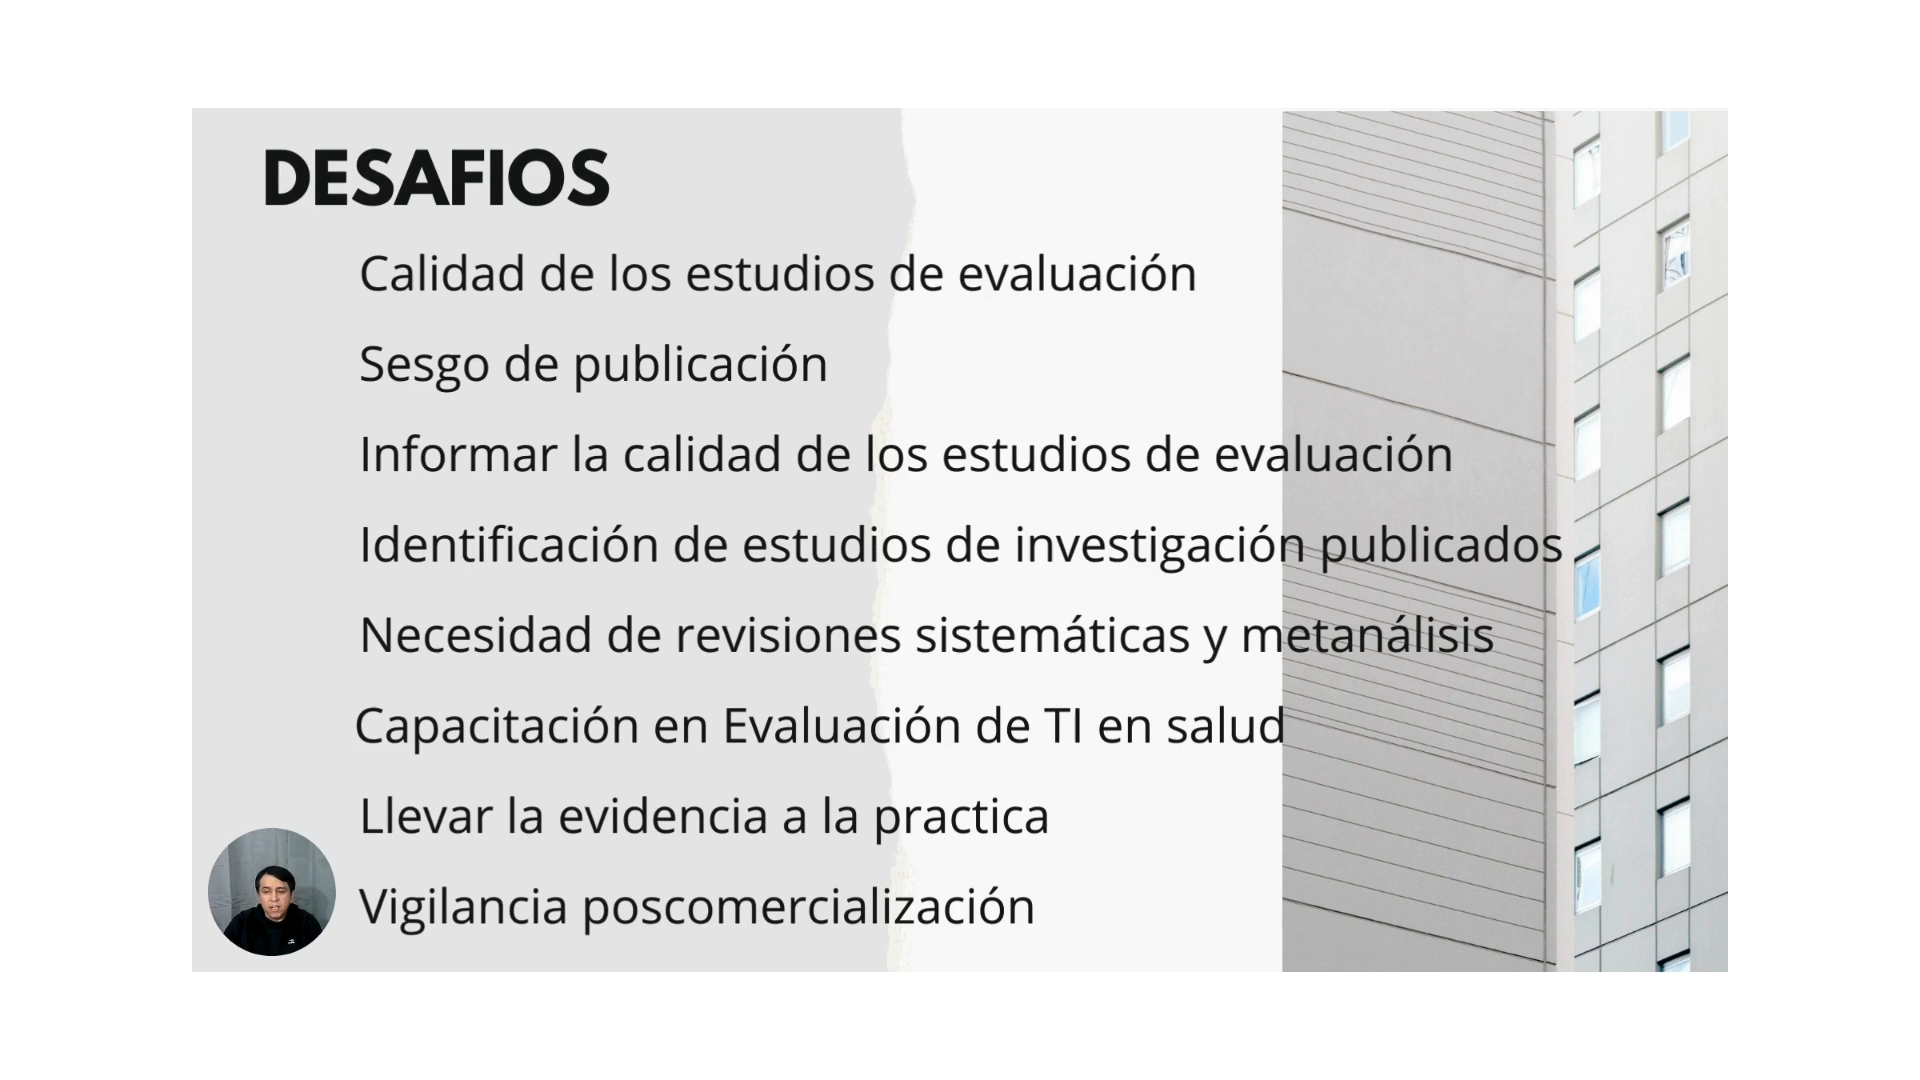 DESAFIOS
Calidad de los estudios de evaluación
Sesgo de publicación
Informar la calidad de los estudios de evaluación
Identificación de estudios de investigación publicados
Necesidad de revisiones sistemáticas y metanálisis
Capacitación en Evaluación de TI en salud
Llevar la evidencia a la practica
Vigilancia poscomercialización